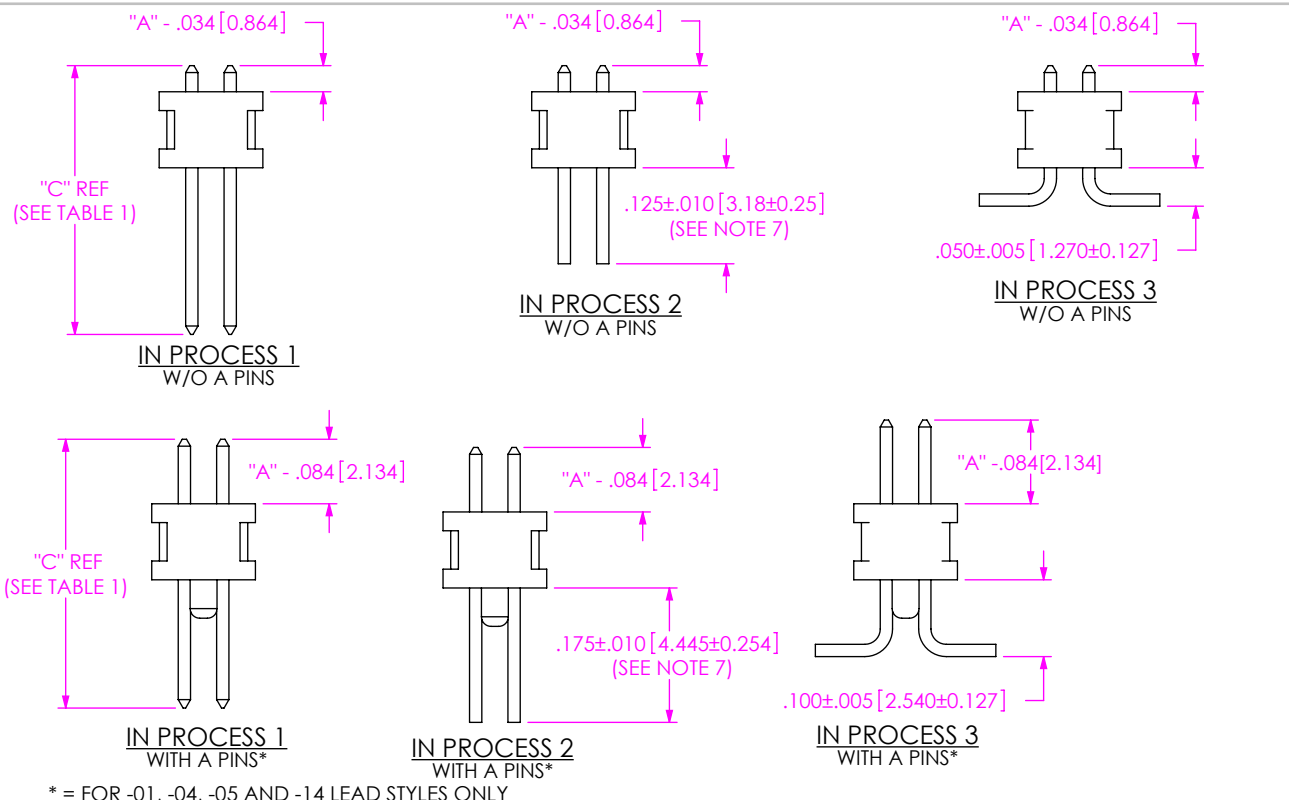 "A" - .034 [0.864]
"A" - .034 [0.864]
"A" - .034 [0.864]
"C" REF
(SEE TABLE 1)
.125±.010 [3.18±0.25]
(SEE NOTE 7)
.050±.005 [1.270±0.127]
IN PROCESS 1
W/O A PINS
IN PROCESS 2
W/O A PINS
IN PROCESS 3
W/O A PINS
"A" - .084 [2.134]
"A" - .084 [2.134]
"A" -.084[2.134]
"C" REF
(SEE TABLE 1)
.175±.010 [4.445±0.254]
(SEE NOTE 7)
.100±.005 [2.540±0.127]
IN PROCESS 1
WITH A PINS*
IN PROCESS 2
WITH A PINS*
IN PROCESS 3
WITH A PINS*
* = FOR -01, -04, -05 AND -14 LEAD STYLES ONLY